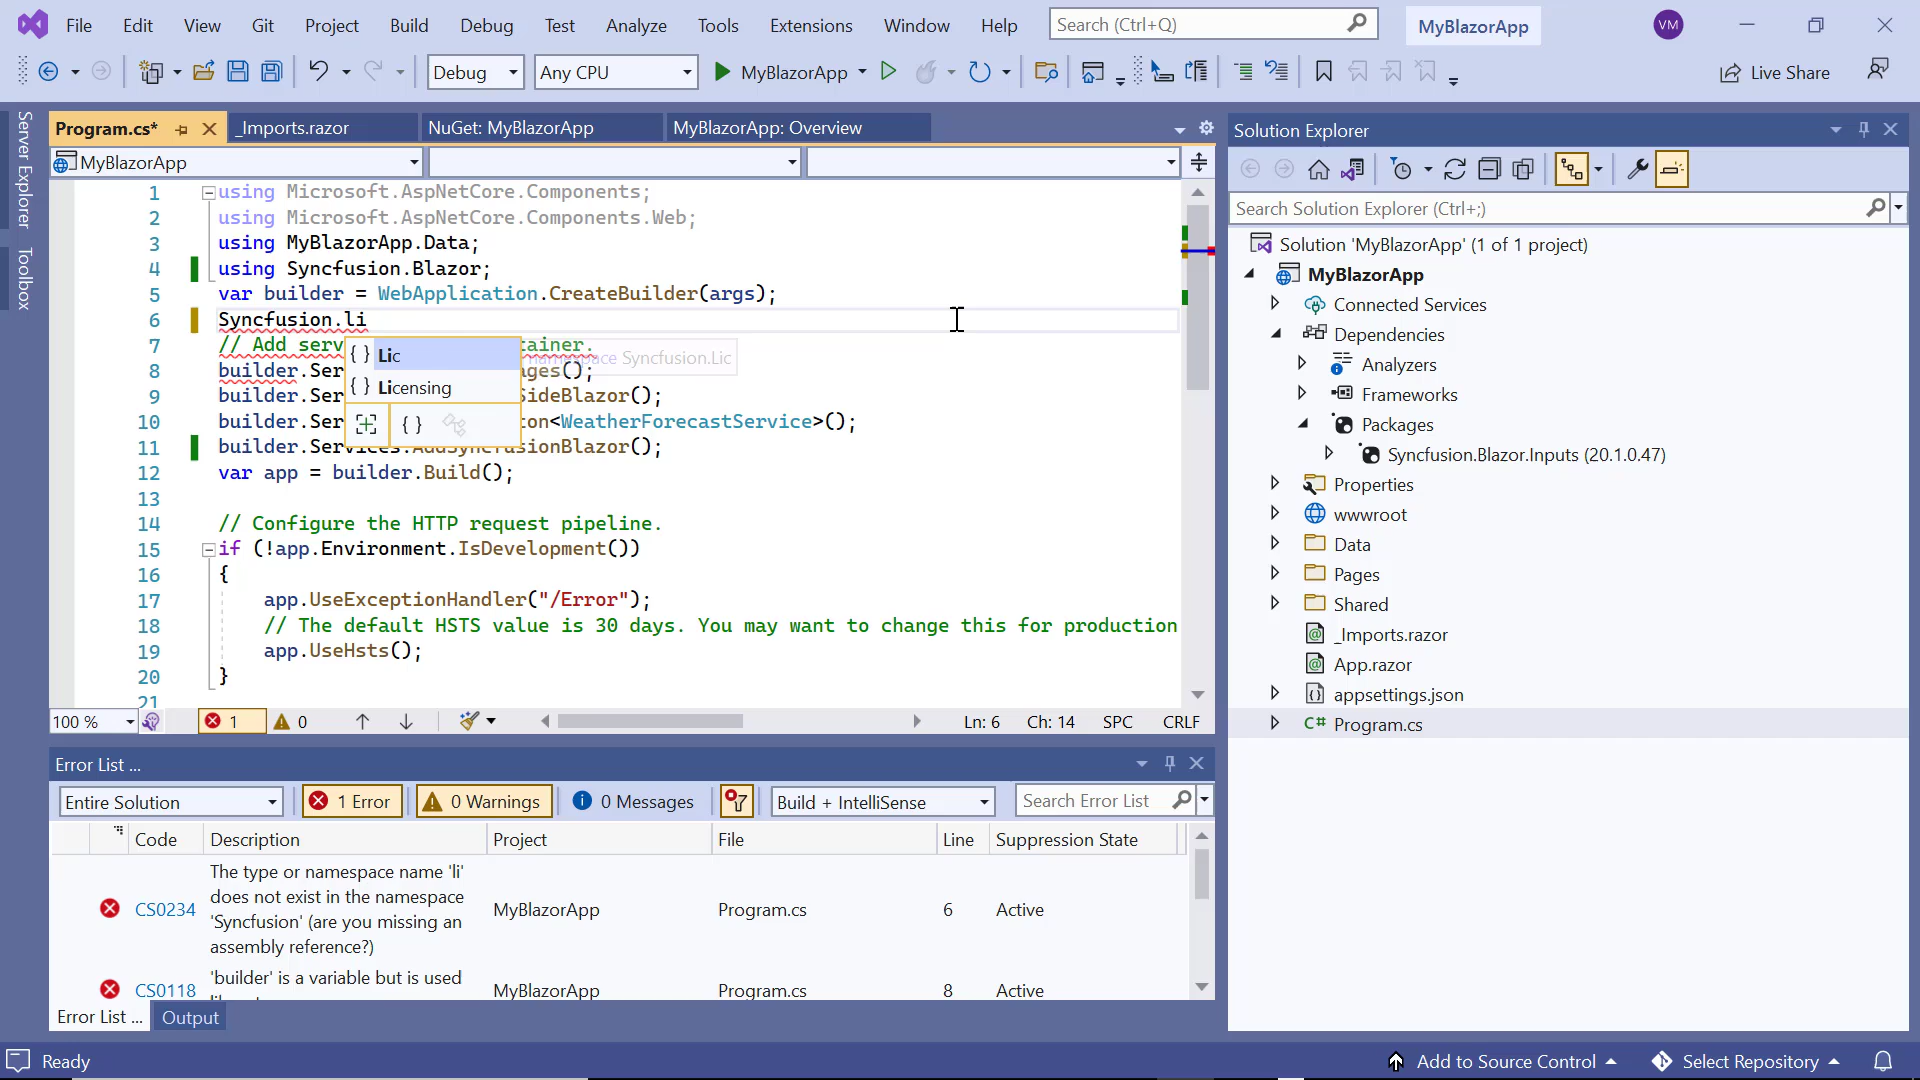 File Edit View Git Project Build Debug Test Analyze Tools Extensions Window Help Search (Ctrl+Q) MyBlazorApp VM
Debug Any CPU MyBlazorApp Live Share
Server Explorer
Toolbox
Program.cs* _Imports.razor NuGet: MyBlazorApp MyBlazorApp: Overview
MyBlazorApp
1 using Microsoft.AspNetCore.Components;
2 using Microsoft.AspNetCore.Components.Web;
3 using MyBlazorApp.Data;
4 using Syncfusion.Blazor;
5 var builder = WebApplication.CreateBuilder(args);
6 Syncfusion.li
7 // Add serv tainer.
{ } Lic
namespace Syncfusion.Lic
8 builder.Ser ages();
{ } Licensing
9 builder.Ser SideBlazor();
10 builder.Ser ton<WeatherForecastService>();
{ }
11 builder.Services.AddSyncfusionBlazor();
12 var app = builder.Build();
13
14 // Configure the HTTP request pipeline.
15 if (!app.Environment.IsDevelopment())
16 {
17 app.UseExceptionHandler("/Error");
18 // The default HSTS value is 30 days. You may want to change this for production
19 app.UseHsts();
20 }
21
100 % 1 0 Ln: 6 Ch: 14 SPC CRLF
Error List ...
Entire Solution 1 Error 0 Warnings 0 Messages Build + IntelliSense Search Error List
Code Description Project File Line Suppression State
CS0234 The type or namespace name 'li'
does not exist in the namespace
'Syncfusion' (are you missing an
assembly reference?)
MyBlazorApp Program.cs 6 Active
CS0118 'builder' is a variable but is used
MyBlazorApp Program.cs 8 Active
Error List ... Output
Solution Explorer
Search Solution Explorer (Ctrl+;)
Solution 'MyBlazorApp' (1 of 1 project)
MyBlazorApp
Connected Services
Dependencies
Analyzers
Frameworks
Packages
Syncfusion.Blazor.Inputs (20.1.0.47)
Properties
wwwroot
Data
Pages
Shared
_Imports.razor
App.razor
appsettings.json
C# Program.cs
Ready Add to Source Control Select Repository